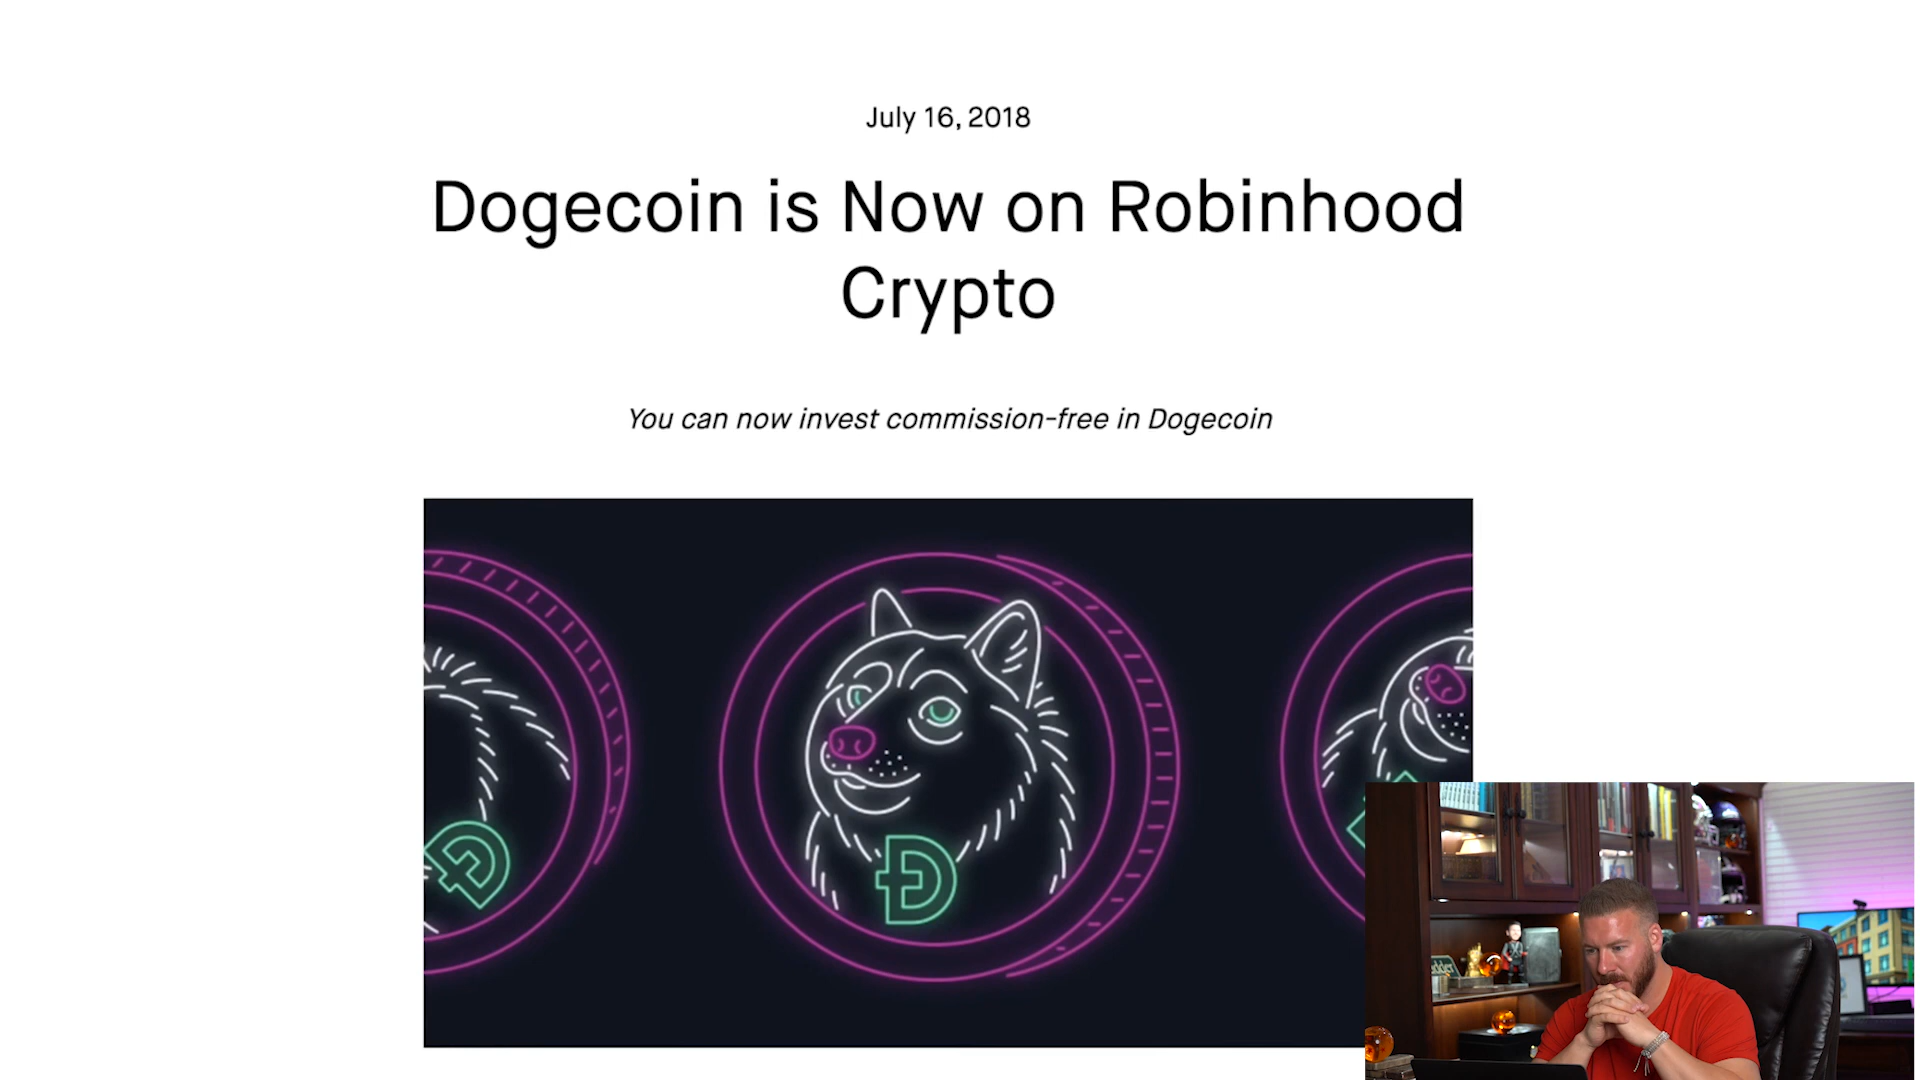 July 16, 2018
Dogecoin is Now on Robinhood
Crypto
You can now invest commission-free in Dogecoin